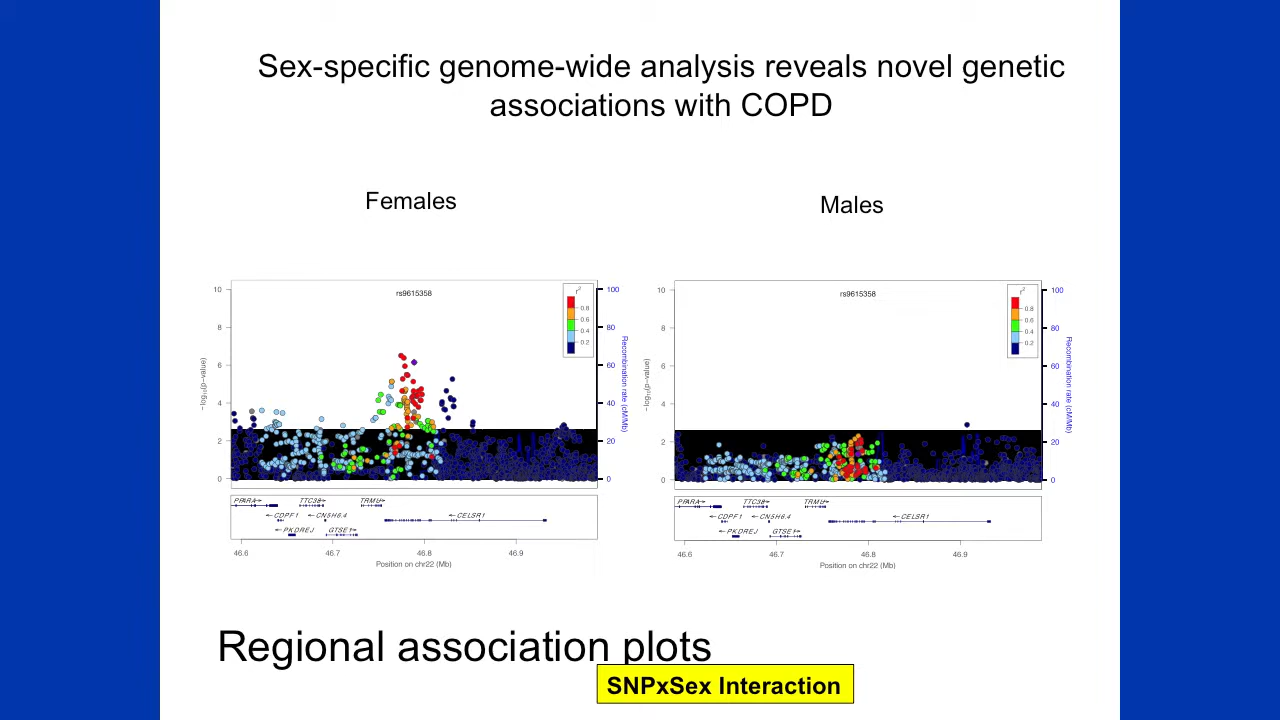 Sex-specific genome-wide analysis reveals novel genetic
associations with COPD
Females
Males
rs9615358
r2
0.8
0.6
0.4
0.2
10
8
6
4
2
0
100
80
60
40
20
0
−log10(p−value)
Recombination rate (cM/Mb)
PPARA→
TTC38→
TRMU→
←CDPF1
←CN5H6.4
←CELSR1
←PKDREJ
GTSE1→
46.6
46.7
46.8
46.9
Position on chr22 (Mb)
rs9615358
r2
0.8
0.6
0.4
0.2
10
8
6
4
2
0
100
80
60
40
20
0
−log10(p−value)
Recombination rate (cM/Mb)
PPARA→
TTC38→
TRMU→
←CDPF1
←CN5H6.4
←CELSR1
←PKDREJ
GTSE1→
46.6
46.7
46.8
46.9
Position on chr22 (Mb)
Regional association plots
SNPxSex Interaction